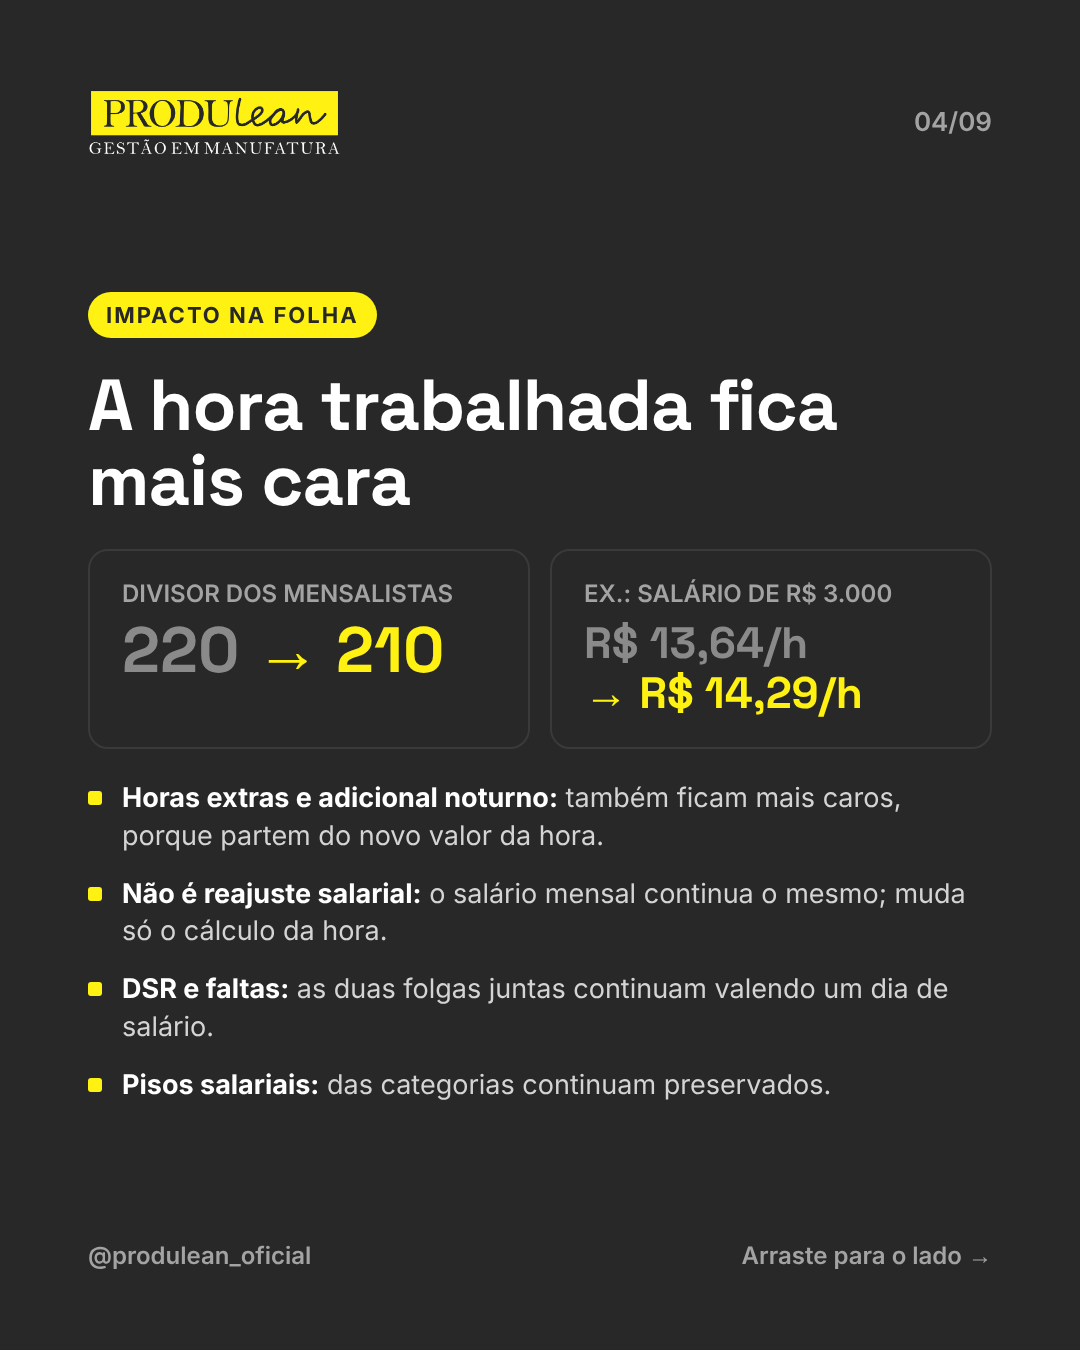 PRODUlean
GESTÃO EM MANUFATURA
04/09
IMPACTO NA FOLHA
A hora trabalhada fica
mais cara
DIVISOR DOS MENSALISTAS
220 → 210
EX.: SALÁRIO DE R$ 3.000
R$ 13,64/h
→ R$ 14,29/h
Horas extras e adicional noturno: também ficam mais caros,
porque partem do novo valor da hora.
Não é reajuste salarial: o salário mensal continua o mesmo; muda
só o cálculo da hora.
DSR e faltas: as duas folgas juntas continuam valendo um dia de
salário.
Pisos salariais: das categorias continuam preservados.
@produlean_oficial
Arraste para o lado →